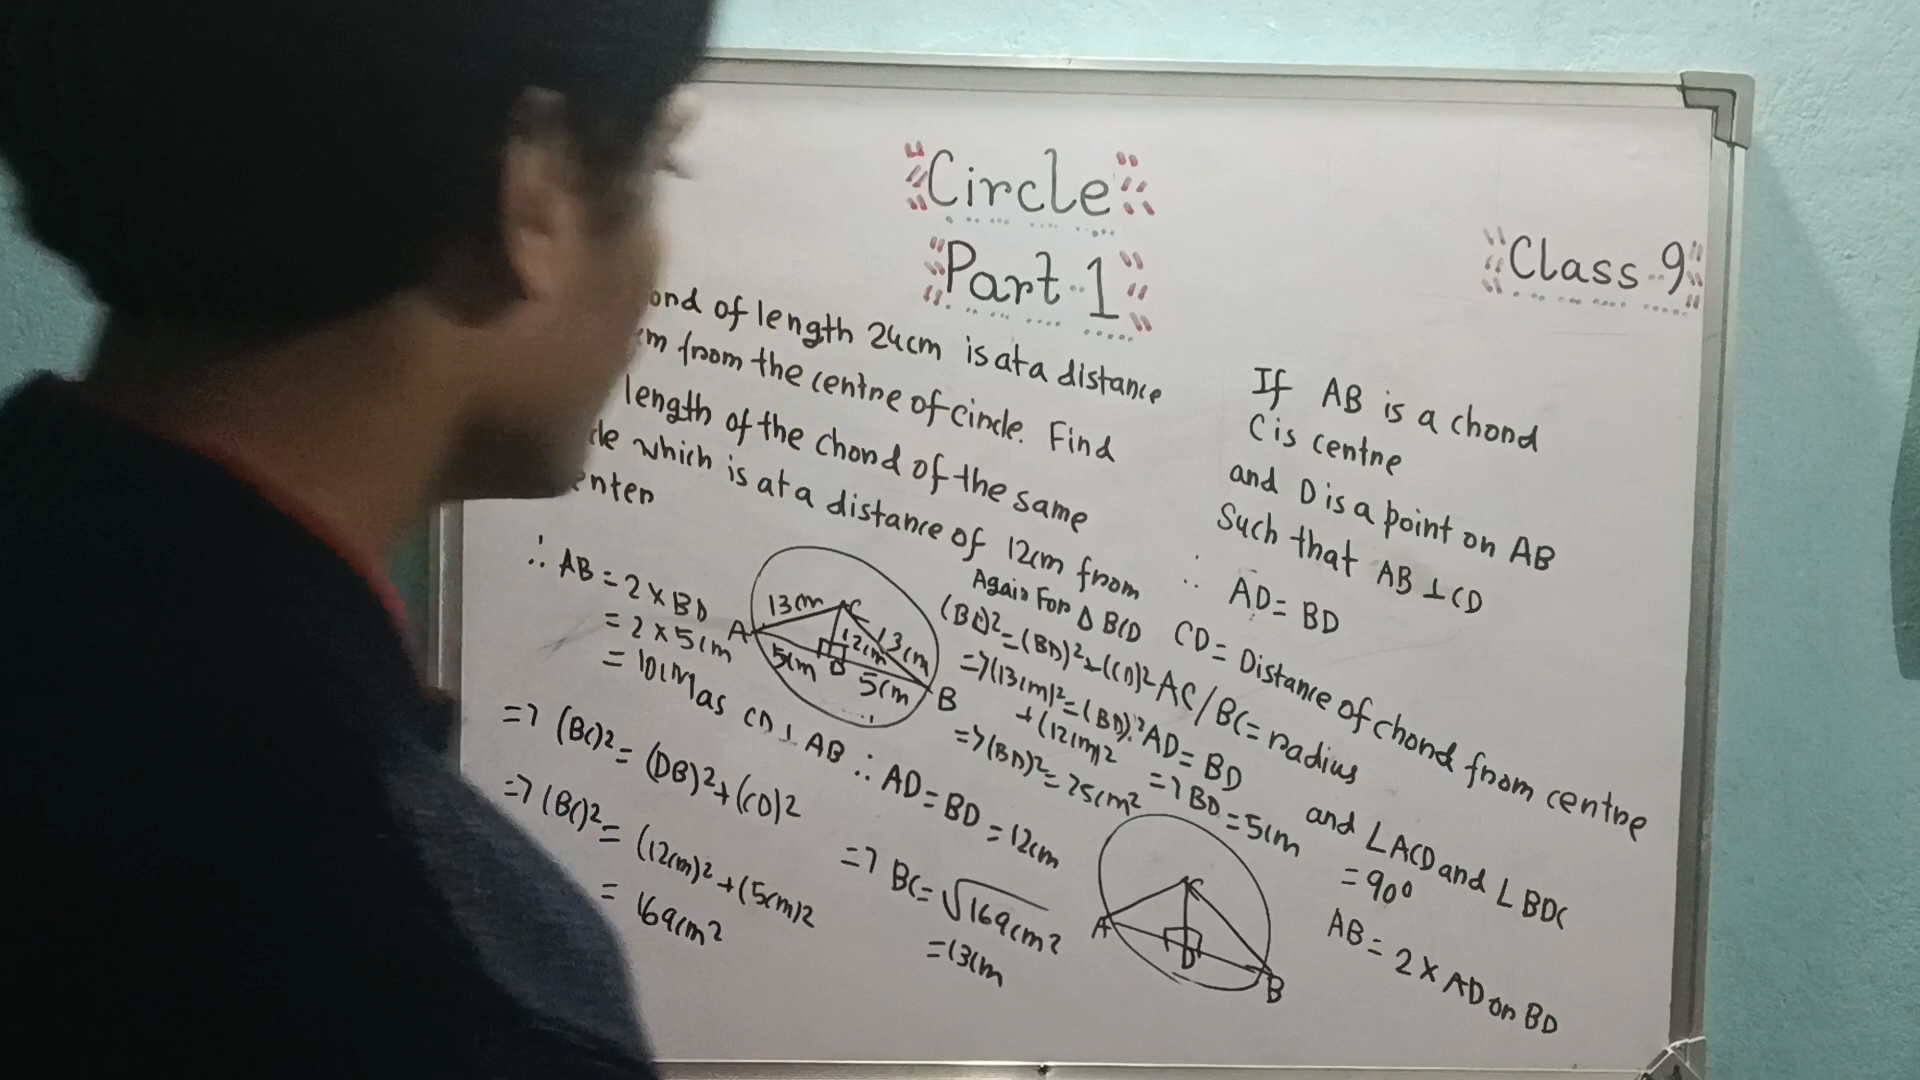 Circle
Part-1
Class-9
of length 24cm is at a distance
from the centre of circle. Find
length of the chord of the same
which is at a distance of 12cm from
∴ AB = 2 × BD
= 2 × 5cm
= 10cm
13cm
C
A
12cm
13cm
5cm
D
5cm
B
as CD ⊥ AB ∴ AD = BD = 12cm
=> (BC)2 = (DB)2 + (CD)2
=> (BC)2 = (12cm)2 + (5cm)2
= 169cm2
=> BC = √169cm2
= 13cm
Again For Δ BCD
(BC)2 = (BD)2 + (CD)2
=> (13cm)2 = (BD)2
+ (12cm)2
=> (BD)2 = 25cm2
=> BD = 5cm
C
A
D
B
If AB is a chord
C is centre
and D is a point on AB
Such that AB ⊥ CD
∴ AD = BD
CD = Distance of chord from centre
AC/BC = radius
AD = BD
and ∠ACD and ∠BDC
= 90°
AB = 2 × AD or BD